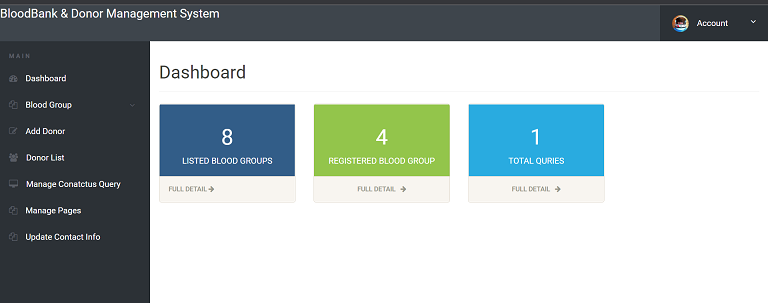 BloodBank & Donor Management System
Account
MAIN
Dashboard
Blood Group
Add Donor
Donor List
Manage Conatctus Query
Manage Pages
Update Contact Info
Dashboard
8
LISTED BLOOD GROUPS
FULL DETAIL
4
REGISTERED BLOOD GROUP
FULL DETAIL
1
TOTAL QURIES
FULL DETAIL